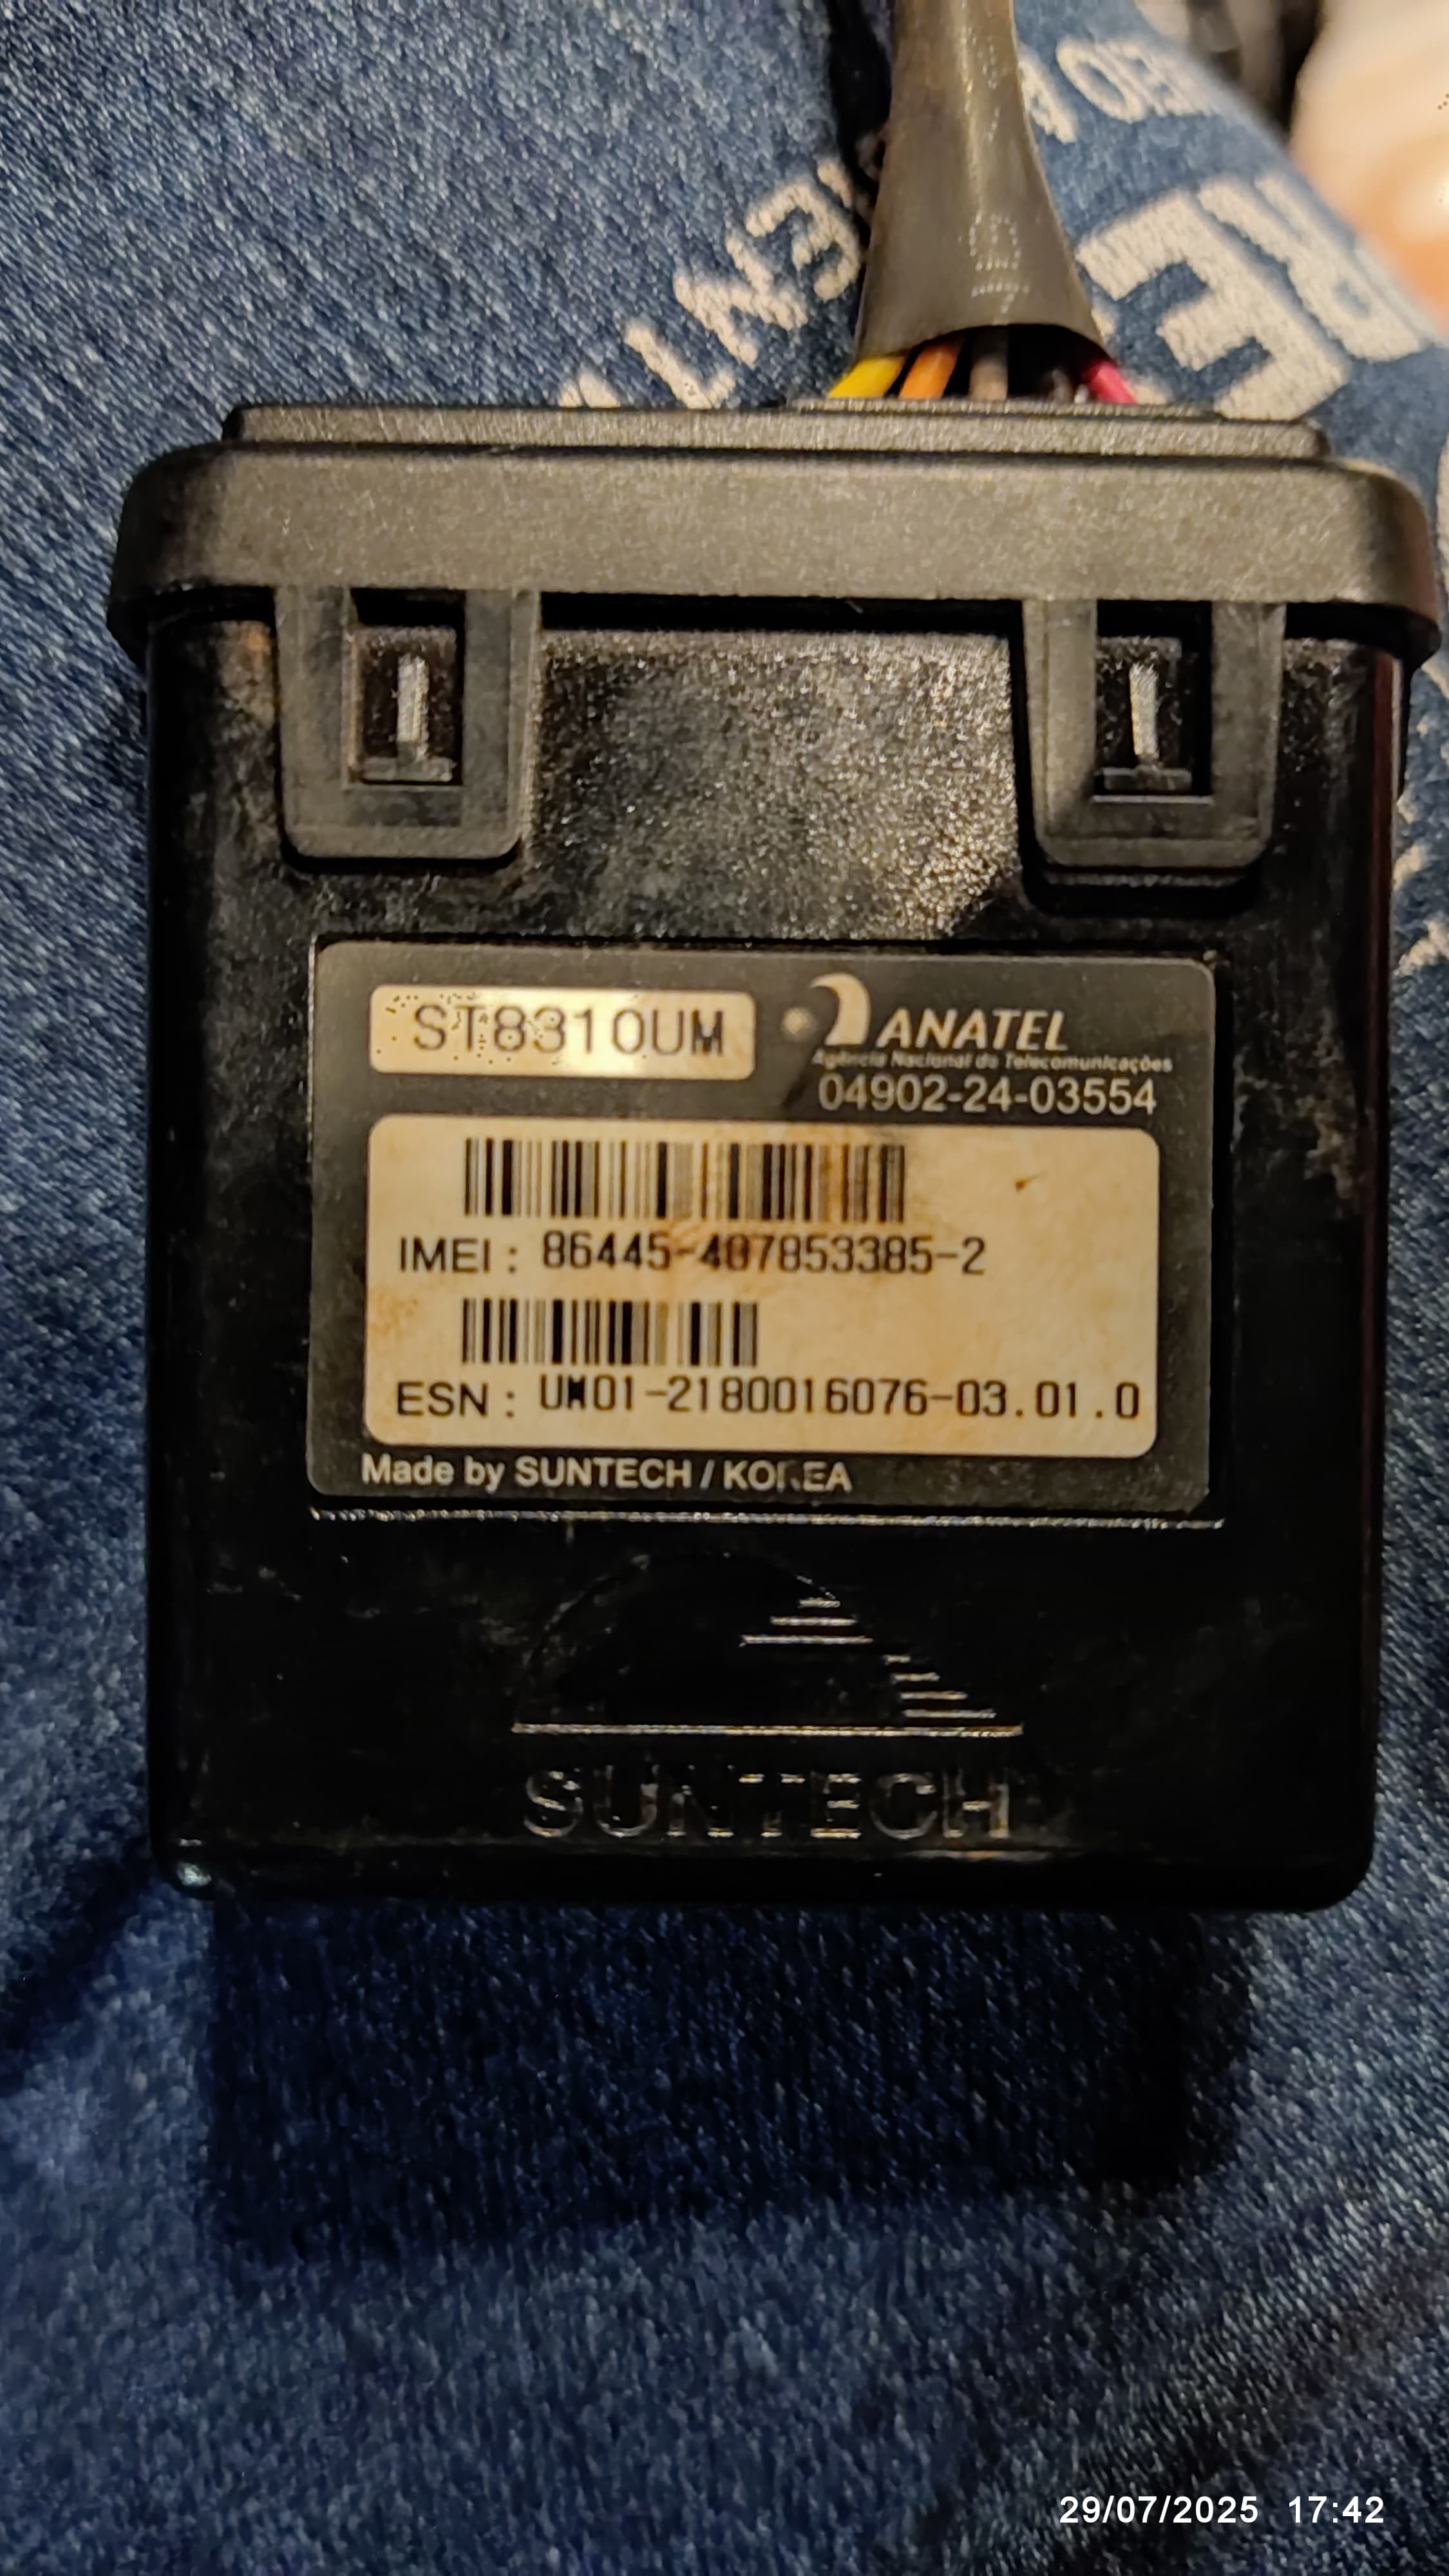 ST8310UM
ANATEL
Agência Nacional de Telecomunicações
04902-24-03554
IMEI : 86445-407853385-2
ESN : UM01-2180016076-03.01.0
Made by SUNTECH / KOREA
SUNTECH
29/07/2025 17:42